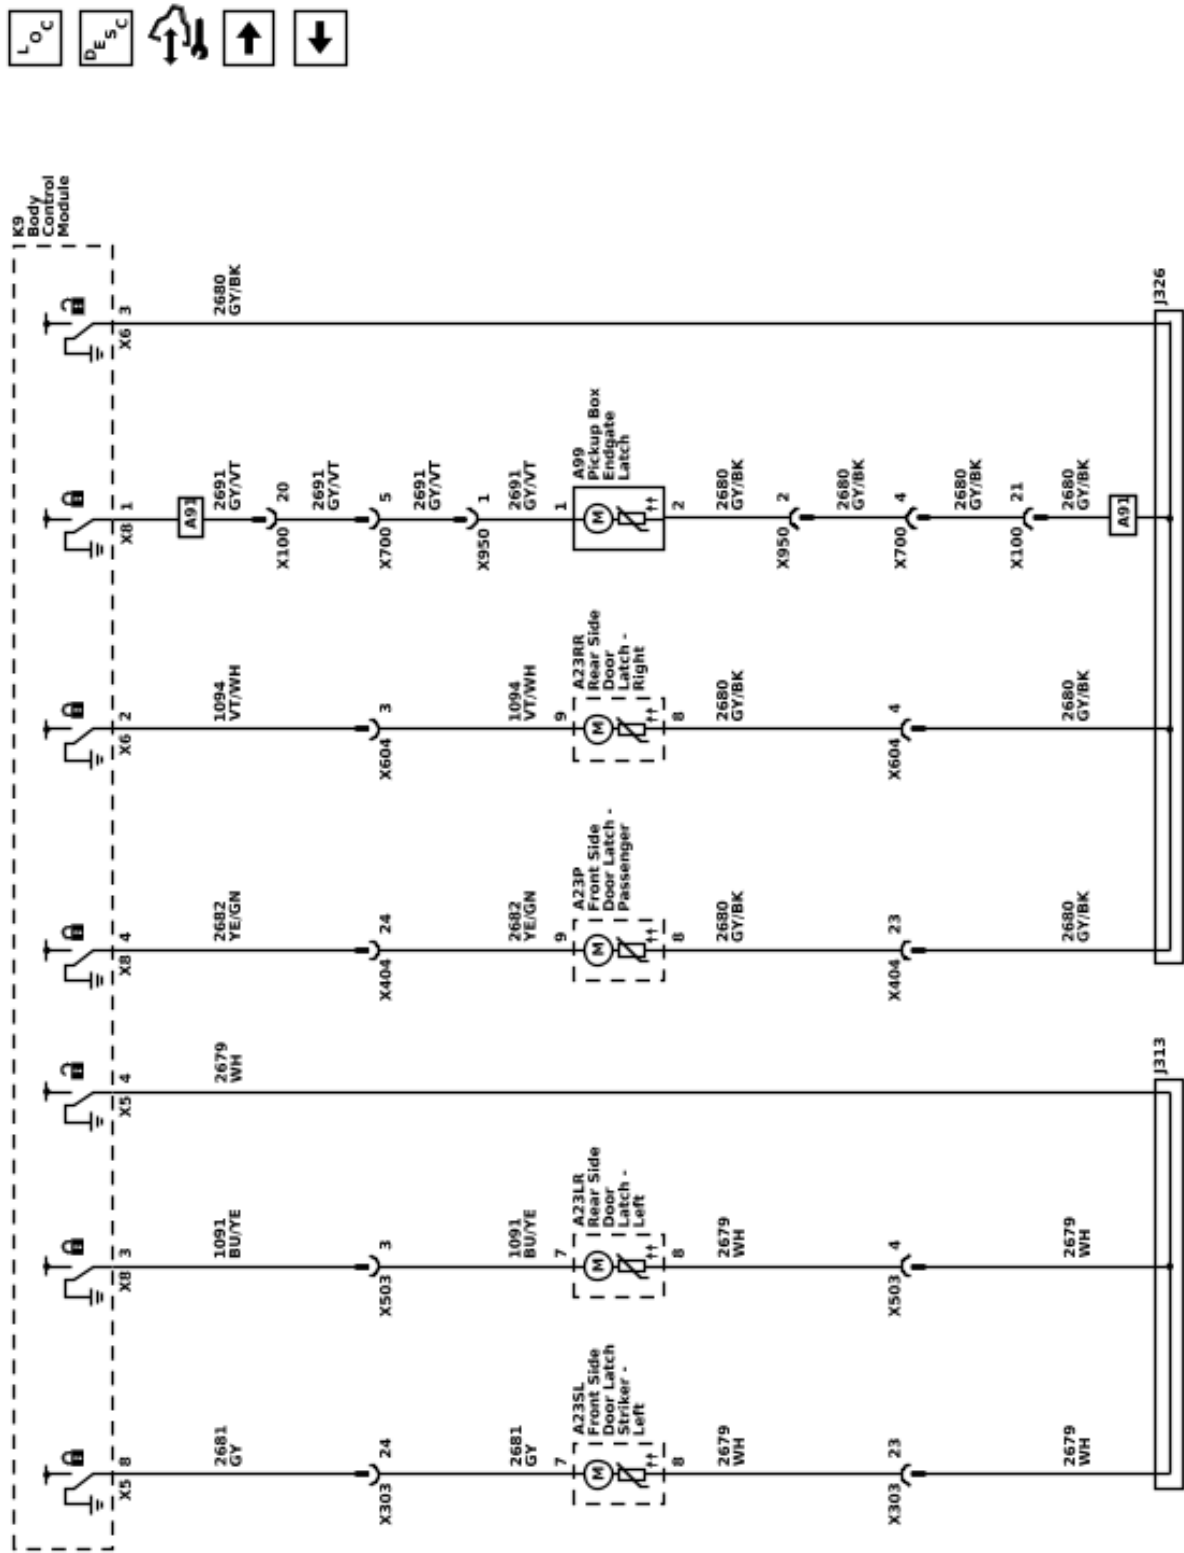 LOC
DESC
K9
Body
Control
Module
X5 8
X8 3
X5 4
X8 4
X6 2
X8 1
X6 3
2681
GY
1091
BU/YE
2679
WH
2682
YE/GN
1094
VT/WH
A91
2691
GY/VT
2680
GY/BK
X100 20
2691
GY/VT
X303 24
X503 3
X404 24
X604 3
X700 5
2691
GY/VT
X950 1
2681
GY
1091
BU/YE
2682
YE/GN
1094
VT/WH
2691
GY/VT
7
7
9
9
1
A23SL
Front Side
Door Latch
Striker -
Left
M
A23LR
Rear Side
Door
Latch -
Left
M
A23P
Front Side
Door Latch -
Passenger
M
A23RR
Rear Side
Door
Latch -
Right
M
A99
Pickup Box
Endgate
Latch
M
8
8
8
8
2
2679
WH
2679
WH
2680
GY/BK
2680
GY/BK
2680
GY/BK
X950 2
2680
GY/BK
X303 23
X503 4
X404 23
X604 4
X700 4
2680
GY/BK
X100 21
2679
WH
2679
WH
2680
GY/BK
2680
GY/BK
2680
GY/BK
A91
J313
J326